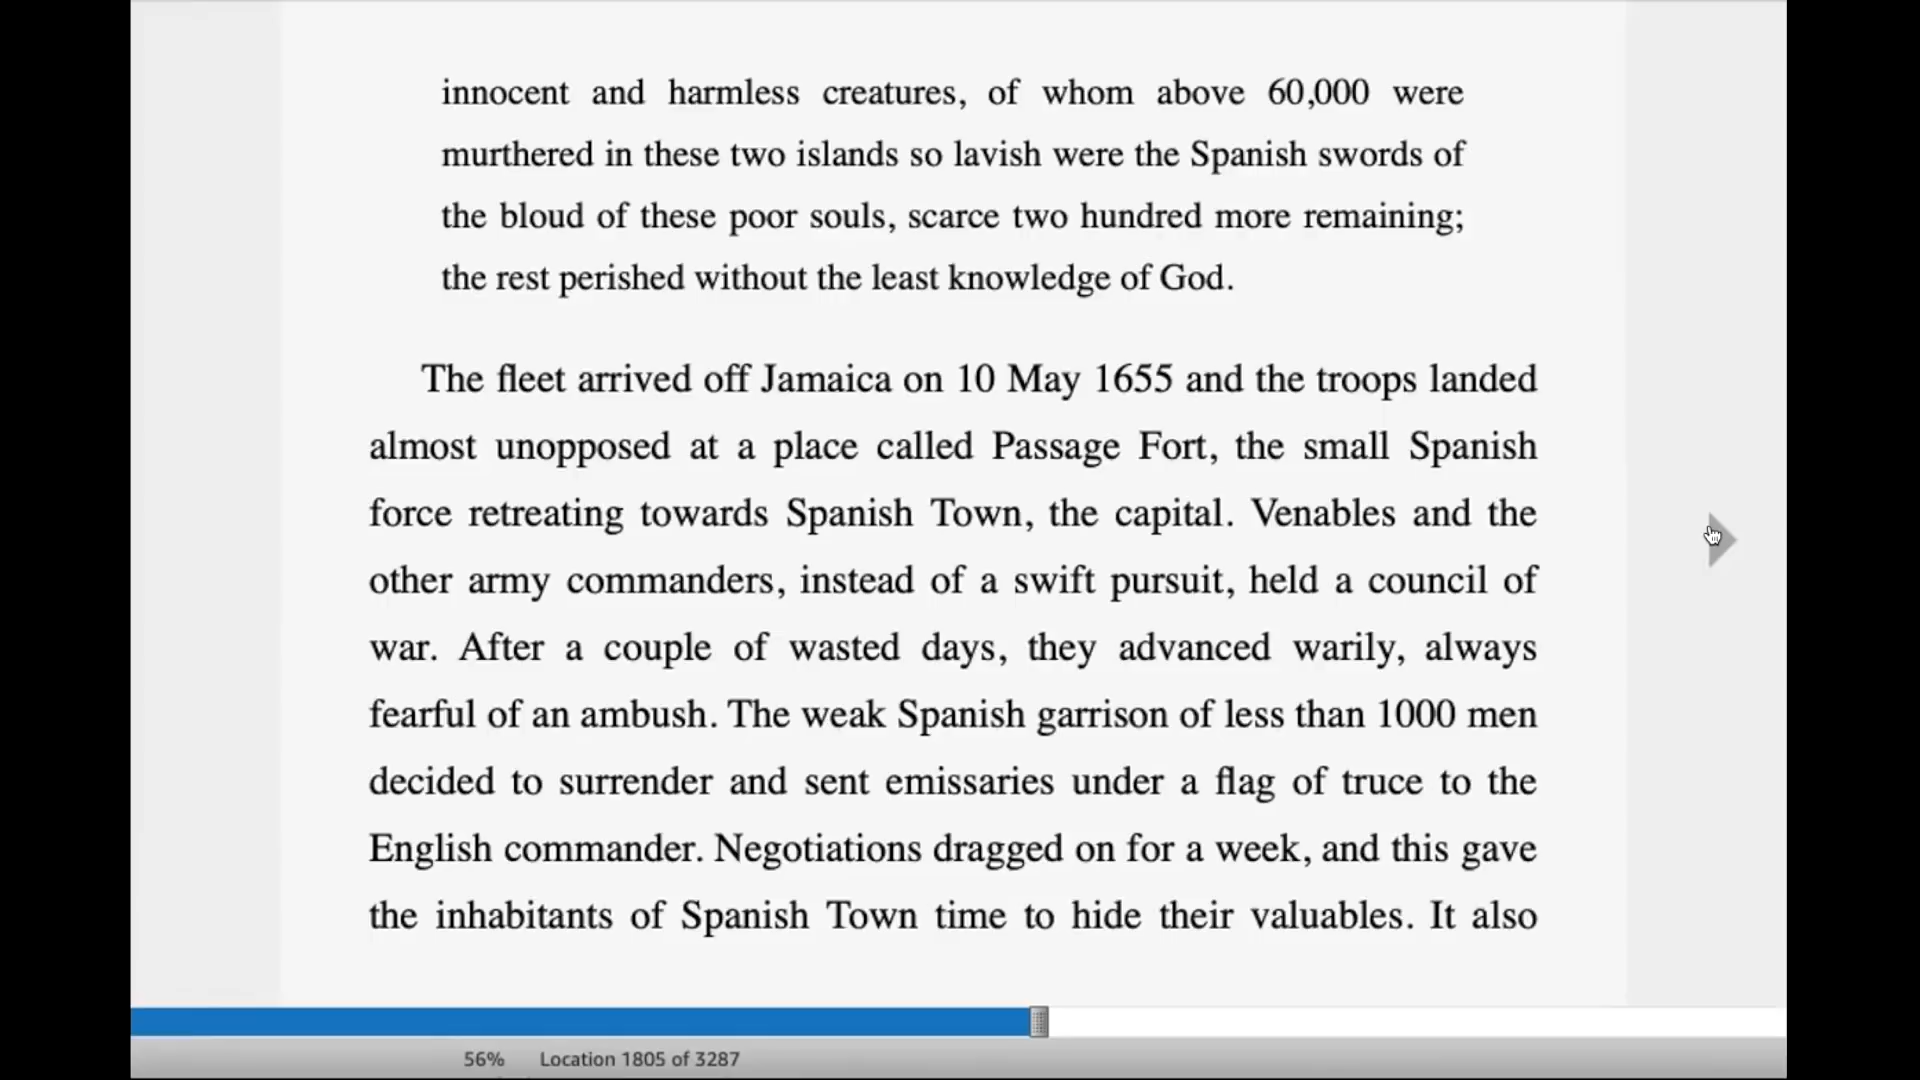 innocent and harmless creatures, of whom above 60,000 were
murthered in these two islands so lavish were the Spanish swords of
the bloud of these poor souls, scarce two hundred more remaining;
the rest perished without the least knowledge of God.
The fleet arrived off Jamaica on 10 May 1655 and the troops landed
almost unopposed at a place called Passage Fort, the small Spanish
force retreating towards Spanish Town, the capital. Venables and the
other army commanders, instead of a swift pursuit, held a council of
war. After a couple of wasted days, they advanced warily, always
fearful of an ambush. The weak Spanish garrison of less than 1000 men
decided to surrender and sent emissaries under a flag of truce to the
English commander. Negotiations dragged on for a week, and this gave
the inhabitants of Spanish Town time to hide their valuables. It also
56% Location 1805 of 3287